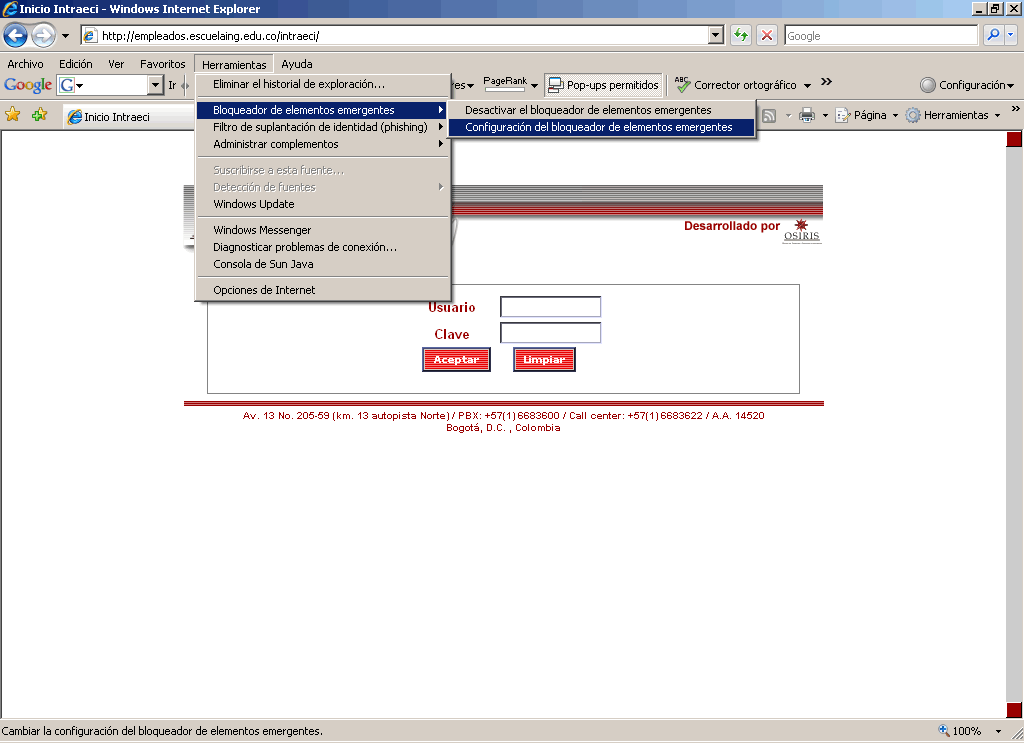 Inicio Intraeci - Windows Internet Explorer
http://empleados.escuelaing.edu.co/intraeci/
Google
Archivo Edición Ver Favoritos Herramientas Ayuda
Google G Ir
es PageRank Pop-ups permitidos ABC Corrector ortográfico » Configuración
Inicio Intraeci
Página Herramientas »
Eliminar el historial de exploración...
Bloqueador de elementos emergentes
Filtro de suplantación de identidad (phishing)
Administrar complementos
Suscribirse a esta fuente...
Detección de fuentes
Windows Update
Windows Messenger
Diagnosticar problemas de conexión...
Consola de Sun Java
Opciones de Internet
Desactivar el bloqueador de elementos emergentes
Configuración del bloqueador de elementos emergentes
Desarrollado por
OSIRIS
Usuario
Clave
Aceptar Limpiar
Av. 13 No. 205-59 (km. 13 autopista Norte) / PBX: +57(1)6683600 / Call center: +57(1)6683622 / A.A. 14520
Bogotá, D.C. , Colombia
Cambiar la configuración del bloqueador de elementos emergentes.
100%